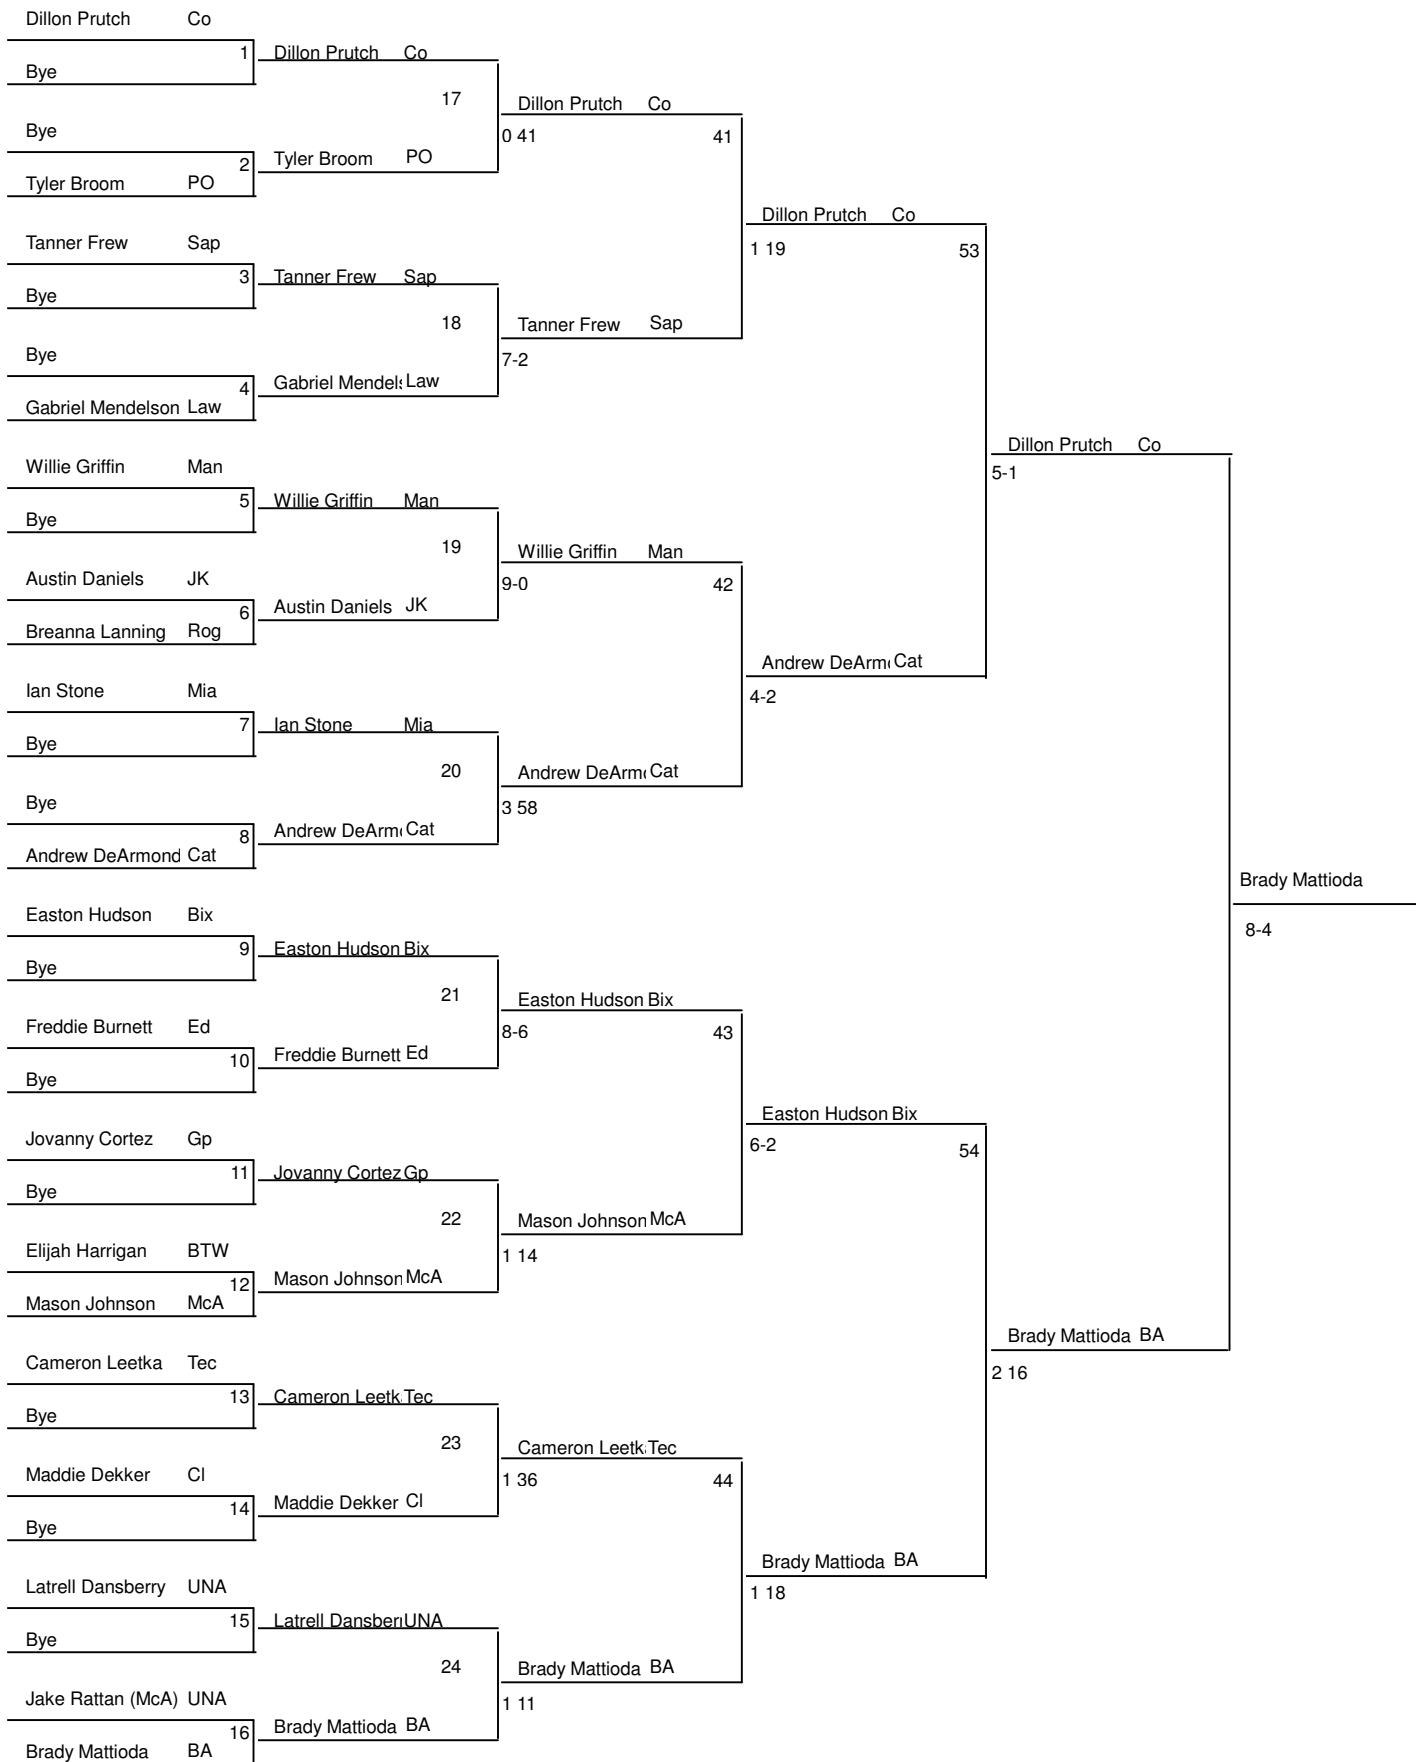 Dillon Prutch Co
1
Bye
Bye
2
Tyler Broom PO
Tanner Frew Sap
3
Bye
Bye
4
Gabriel Mendelson Law
Willie Griffin Man
5
Bye
Austin Daniels JK
6
Breanna Lanning Rog
Ian Stone Mia
7
Bye
Bye
8
Andrew DeArmond Cat
Easton Hudson Bix
9
Bye
Freddie Burnett Ed
10
Bye
Jovanny Cortez Gp
11
Bye
Elijah Harrigan BTW
12
Mason Johnson McA
Cameron Leetka Tec
13
Bye
Maddie Dekker Cl
14
Bye
Latrell Dansberry UNA
15
Bye
Jake Rattan (McA) UNA
16
Brady Mattioda BA
Dillon Prutch Co
17
Tyler Broom PO
Tanner Frew Sap
18
Gabriel Mendels Law
Willie Griffin Man
19
Austin Daniels JK
Ian Stone Mia
20
Andrew DeArm Cat
Easton Hudson Bix
21
Freddie Burnett Ed
Jovanny Cortez Gp
22
Mason Johnson McA
Cameron Leetk Tec
23
Maddie Dekker Cl
Latrell Dansberr UNA
24
Brady Mattioda BA
Dillon Prutch Co
0 41
41
Tanner Frew Sap
7-2
Willie Griffin Man
9-0
42
Andrew DeArm Cat
3 58
Easton Hudson Bix
8-6
43
Mason Johnson McA
1 14
Cameron Leetk Tec
1 36
44
Brady Mattioda BA
1 11
Dillon Prutch Co
1 19
53
Andrew DeArm Cat
4-2
Easton Hudson Bix
6-2
54
Brady Mattioda BA
1 18
Dillon Prutch Co
5-1
Brady Mattioda BA
2 16
Brady Mattioda
8-4